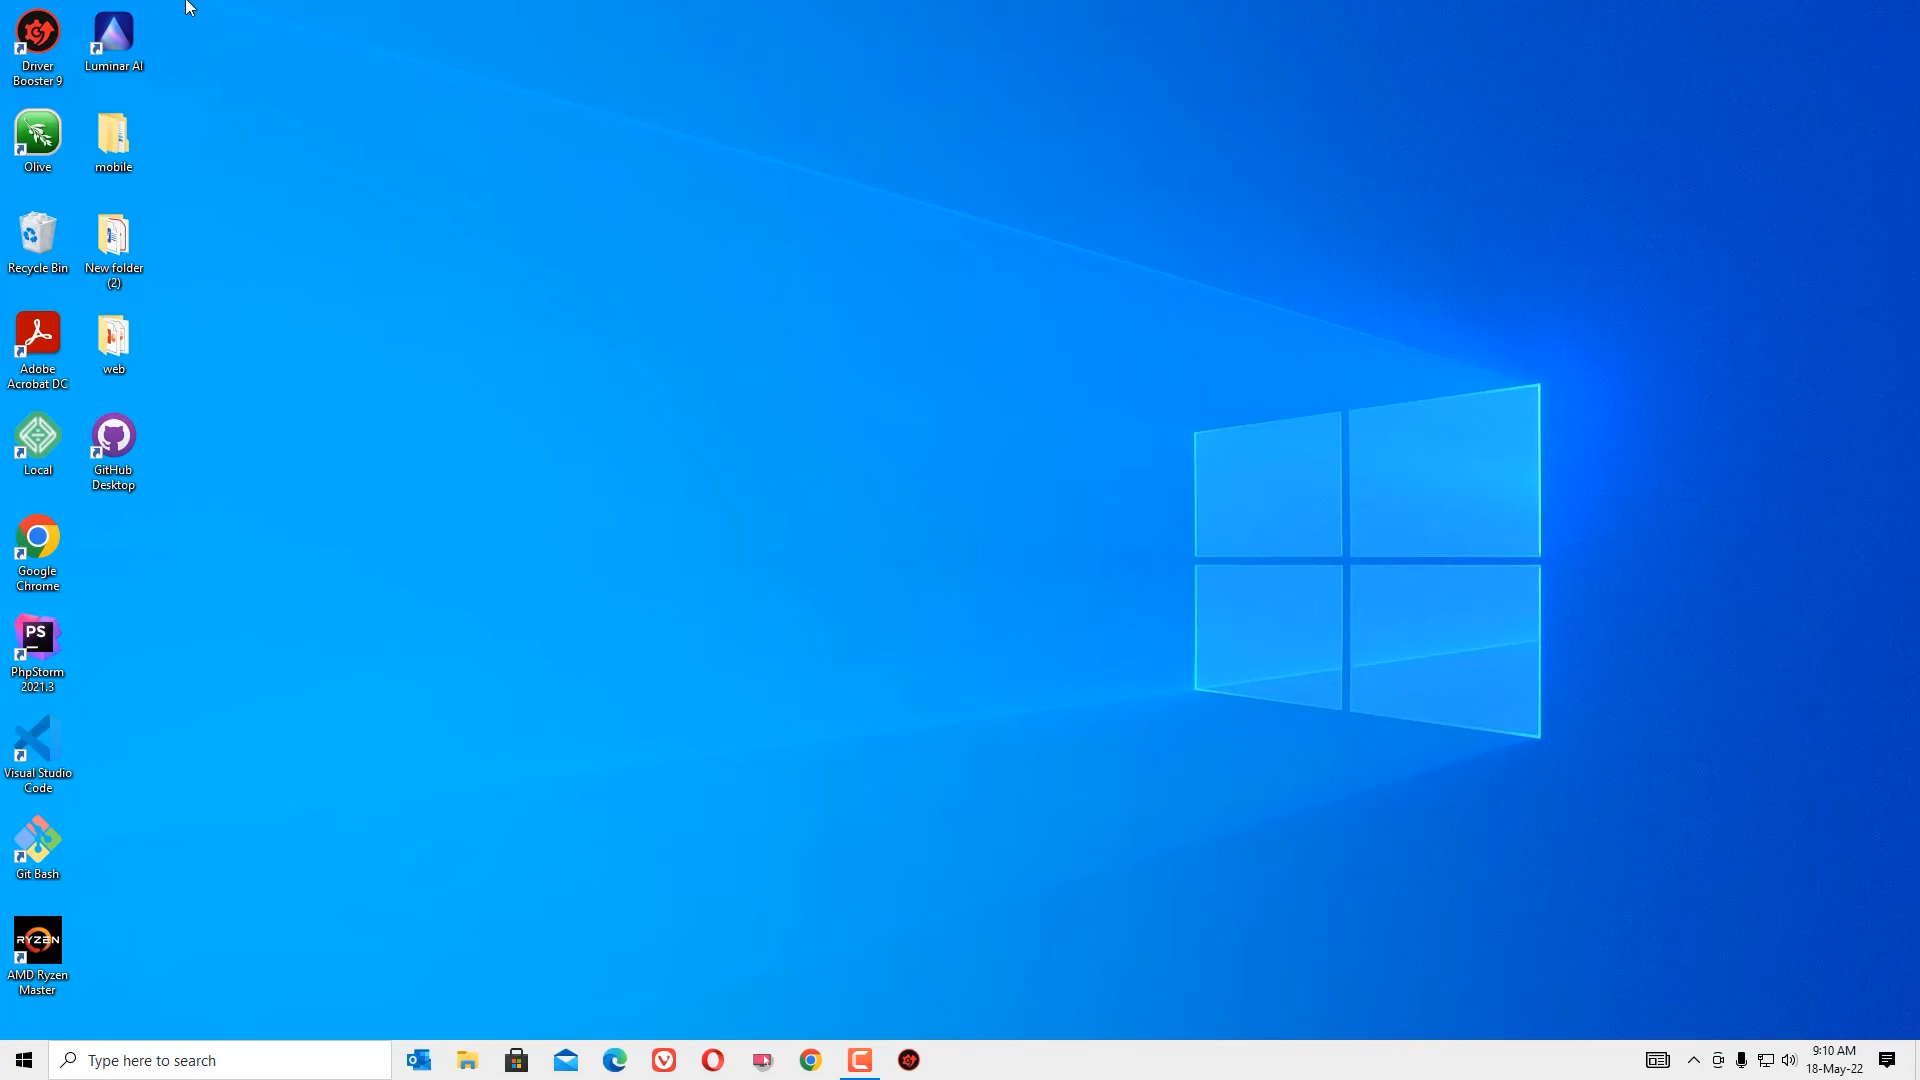 Driver
Booster 9
Luminar AI
Olive
mobile
Recycle Bin
New folder
(2)
Adobe
Acrobat DC
web
Local
GitHub
Desktop
Google
Chrome
PS
PhpStorm
2021.3
Visual Studio
Code
Git Bash
RYZEN
AMD Ryzen
Master
Type here to search
9:10 AM
18-May-22